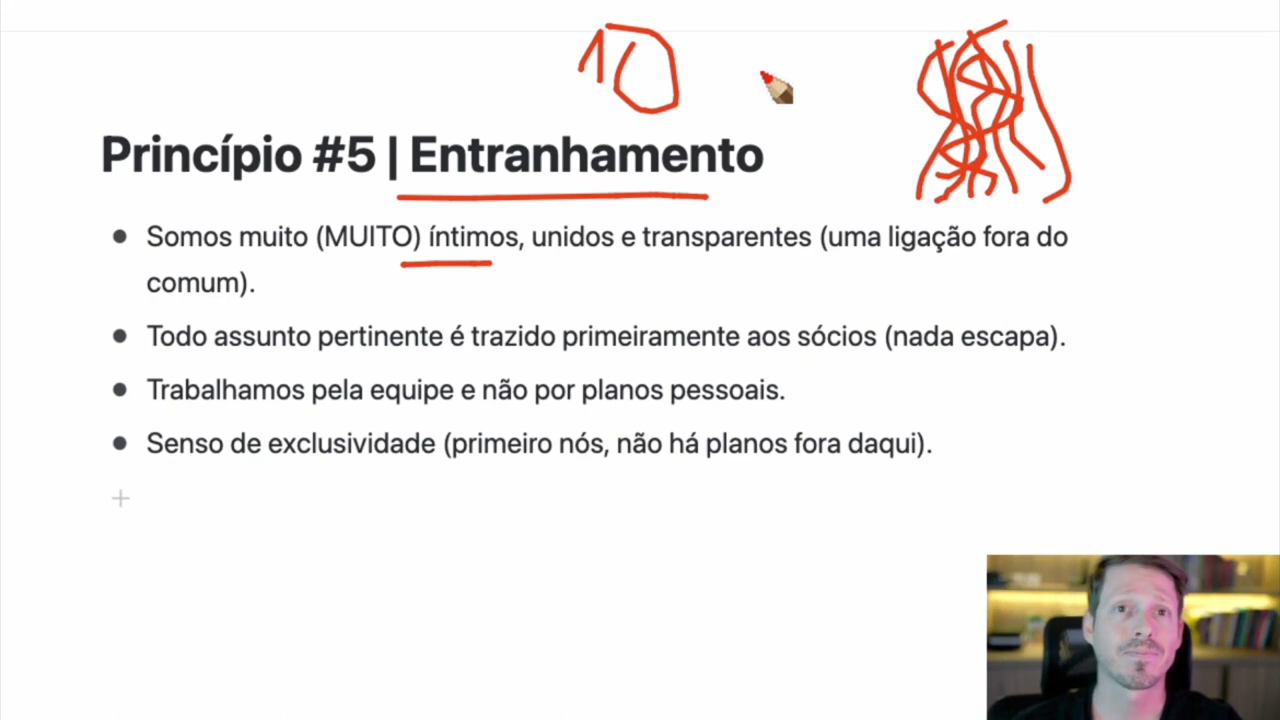 10
Princípio #5 | Entranhamento
Somos muito (MUITO) íntimos, unidos e transparentes (uma ligação fora do
comum).
Todo assunto pertinente é trazido primeiramente aos sócios (nada escapa).
Trabalhamos pela equipe e não por planos pessoais.
Senso de exclusividade (primeiro nós, não há planos fora daqui).